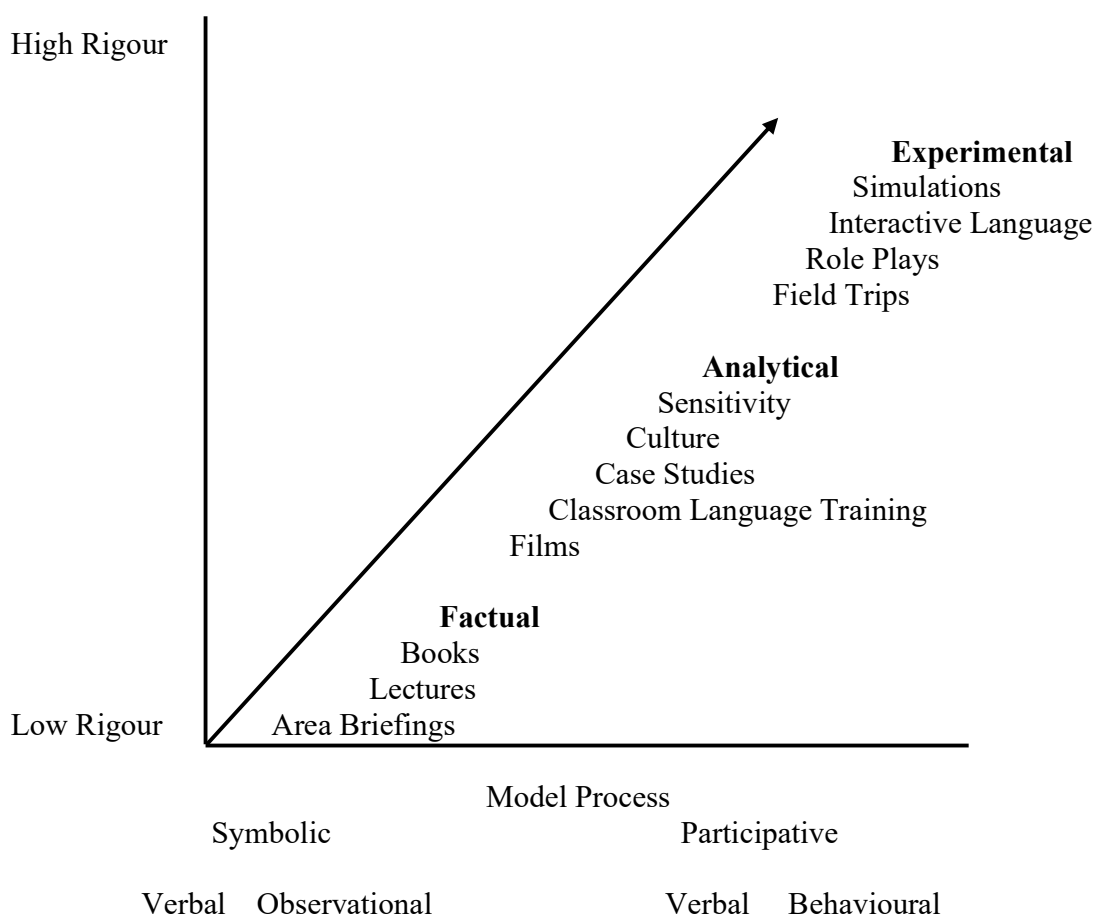 High Rigour
Experimental
Simulations
Interactive Language
Role Plays
Field Trips
Analytical
Sensitivity
Culture
Case Studies
Classroom Language Training
Films
Factual
Books
Lectures
Low Rigour Area Briefings
Model Process
Symbolic Participative
Verbal Observational Verbal Behavioural